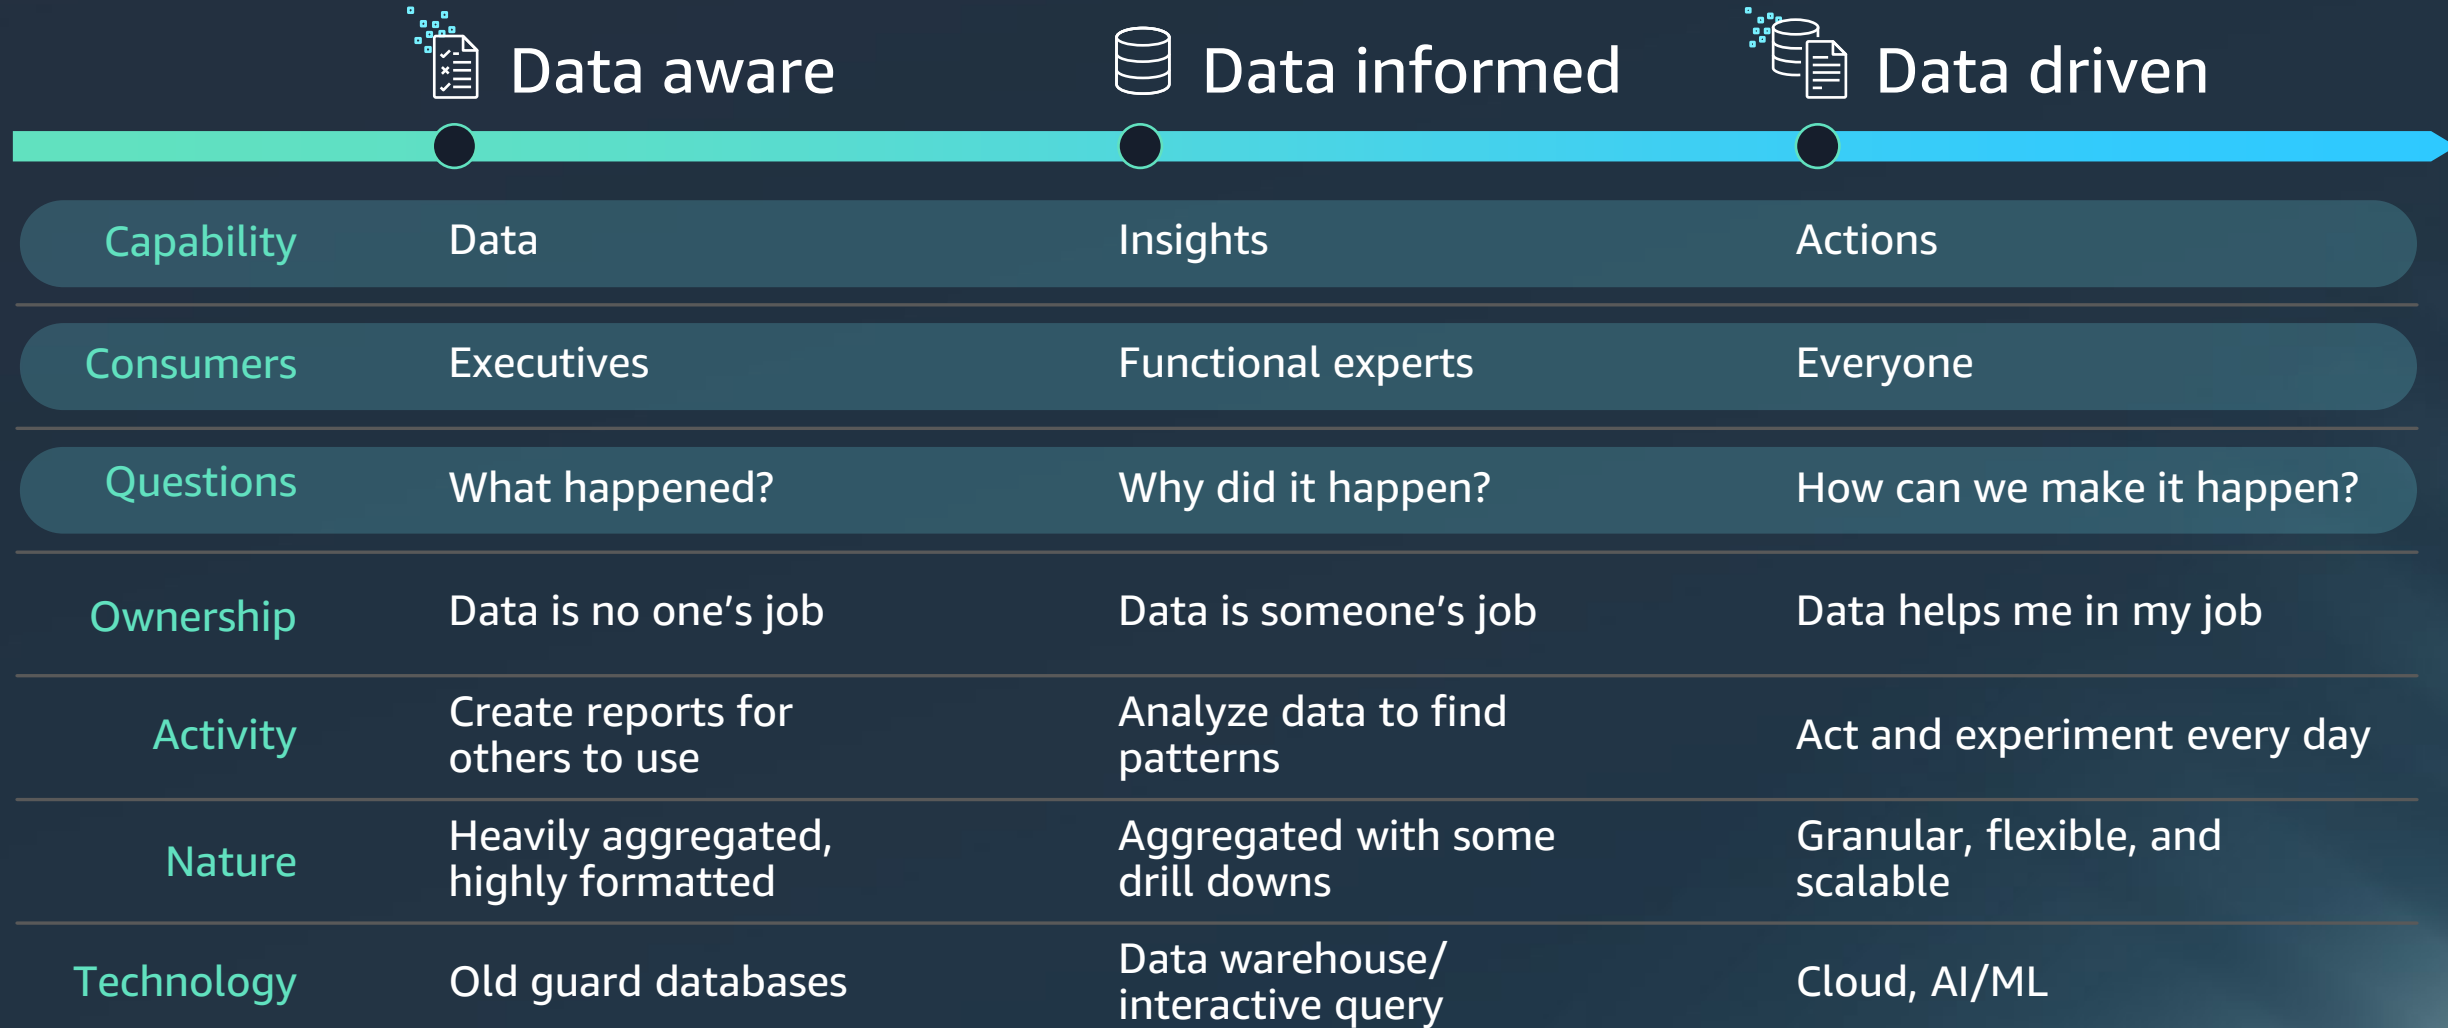 Data aware
Data informed
Data driven
Capability
Data
Insights
Actions
Consumers
Executives
Functional experts
Everyone
Questions
What happened?
Why did it happen?
How can we make it happen?
Ownership
Data is no one’s job
Data is someone’s job
Data helps me in my job
Activity
Create reports for
others to use
Analyze data to find
patterns
Act and experiment every day
Nature
Heavily aggregated,
highly formatted
Aggregated with some
drill downs
Granular, flexible, and
scalable
Technology
Old guard databases
Data warehouse/
interactive query
Cloud, AI/ML